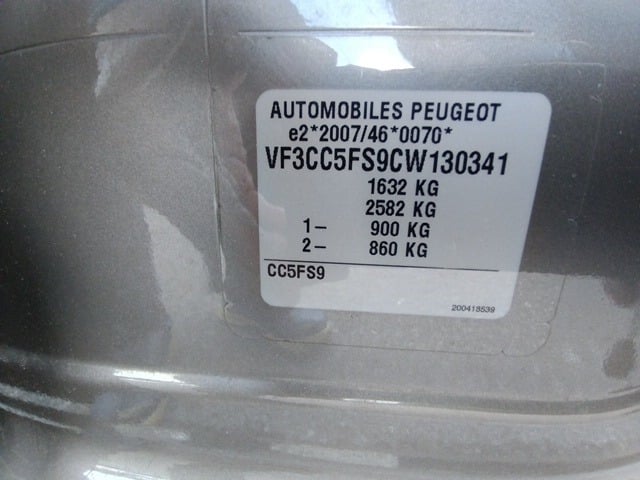 AUTOMOBILES PEUGEOT
e2*2007/46*0070*
VF3CC5FS9CW130341
1632 KG
2582 KG
1- 900 KG
2- 860 KG
CC5FS9
200418539